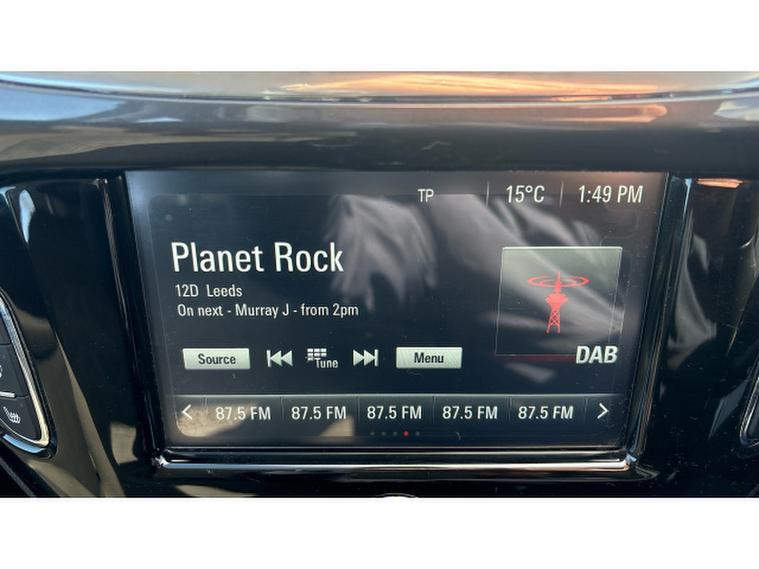 TP 15°C 1:49 PM
Planet Rock
12D Leeds
On next - Murray J - from 2pm
Source Tune Menu
DAB
87.5 FM 87.5 FM 87.5 FM 87.5 FM 87.5 FM